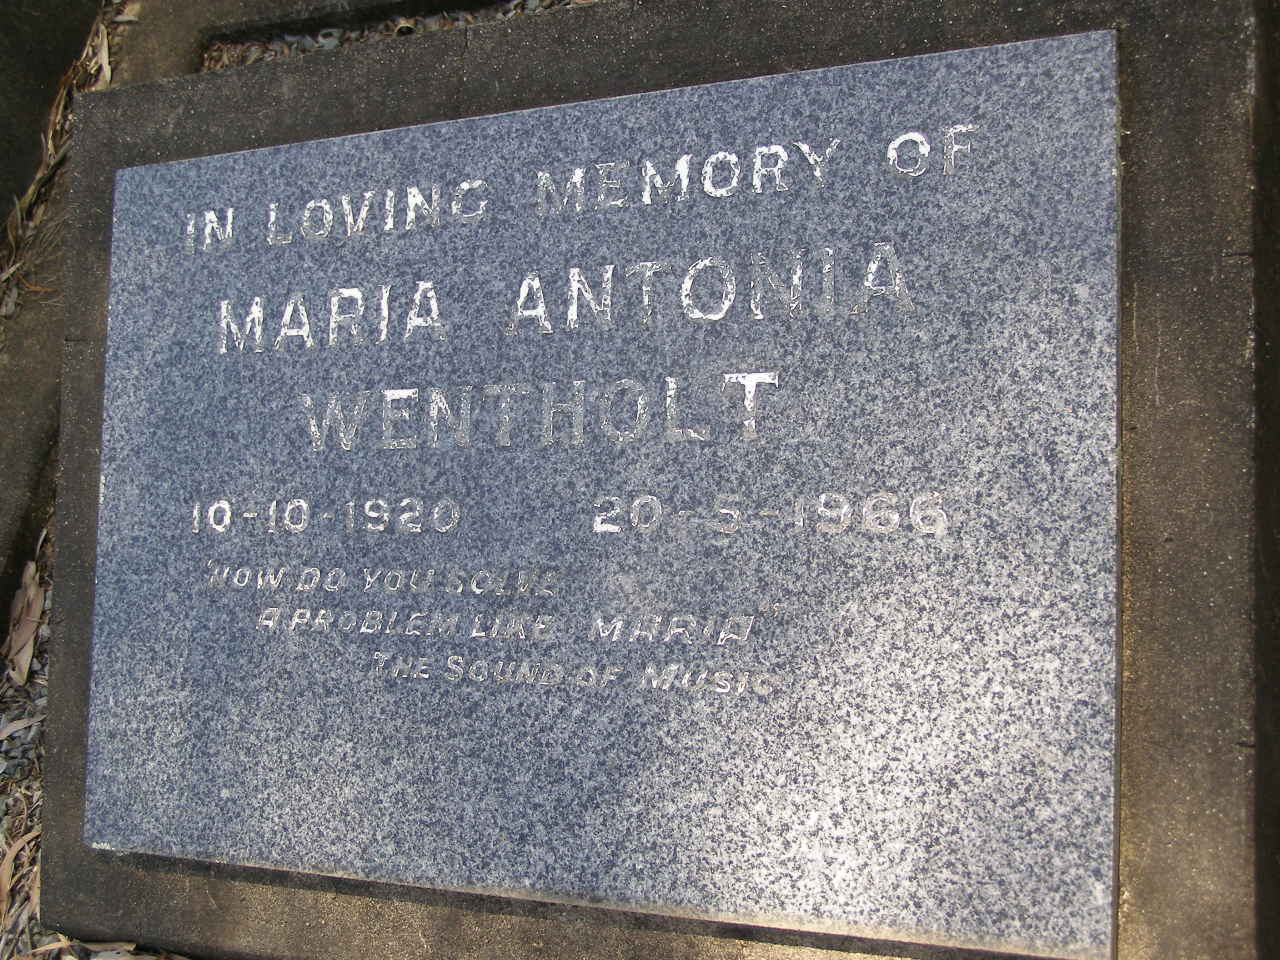 IN LOVING MEMORY OF
MARIA ANTONIA
WENTHOLT
10-10-1920 20-5-1966
"HOW DO YOU SOLVE
A PROBLEM LIKE MARIA"
THE SOUND OF MUSIC